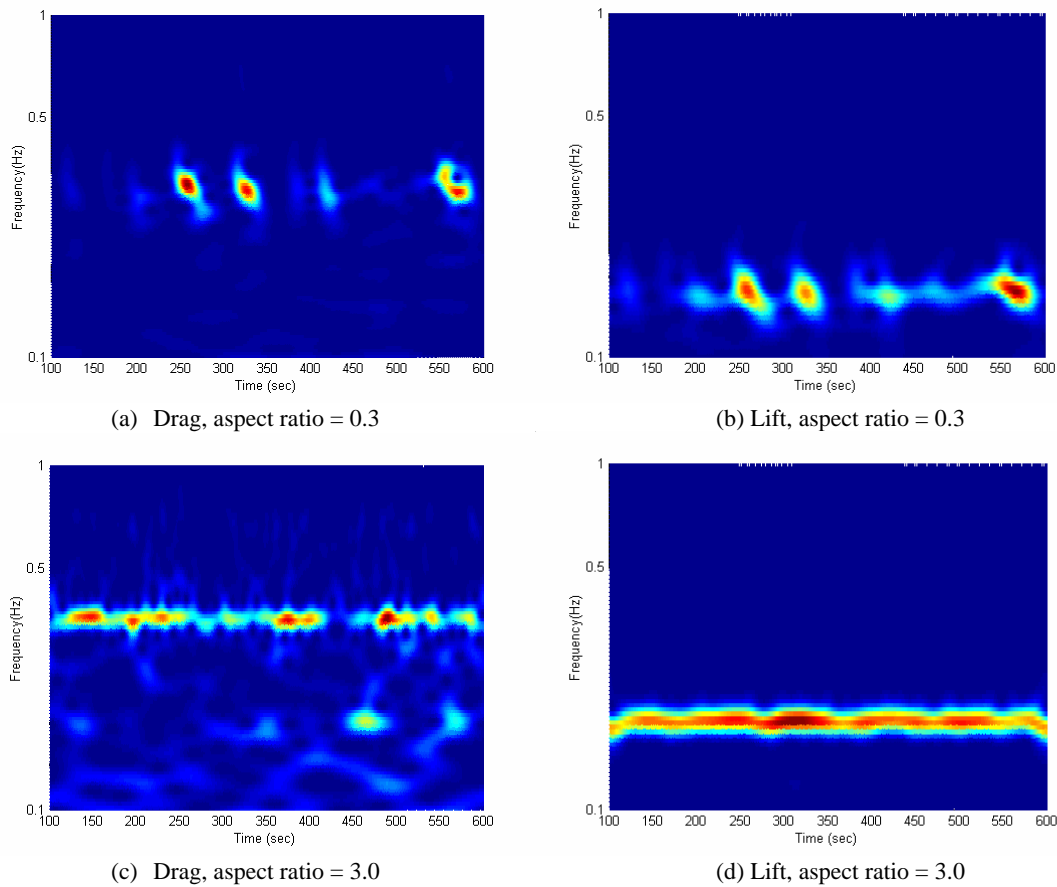 1
0.5
0.1
Frequency(Hz)
100 150 200 250 300 350 400 450 500 550 600
Time (sec)
(a) Drag, aspect ratio = 0.3
1
0.5
0.1
Frequency(Hz)
100 150 200 250 300 350 400 450 500 550 600
Time (sec)
(b) Lift, aspect ratio = 0.3
1
0.5
0.1
Frequency(Hz)
100 150 200 250 300 350 400 450 500 550 600
Time (sec)
(c) Drag, aspect ratio = 3.0
1
0.5
0.1
Frequency(Hz)
100 150 200 250 300 350 400 450 500 550 600
Time (sec)
(d) Lift, aspect ratio = 3.0